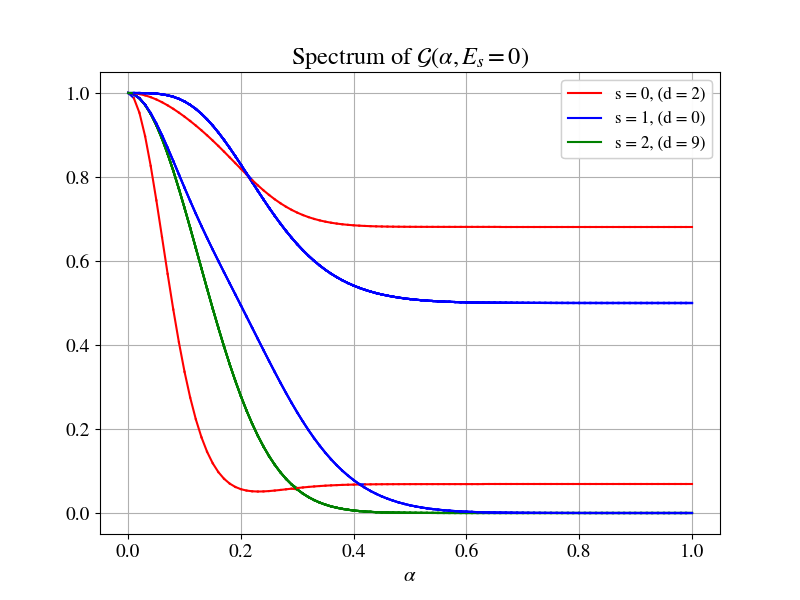 Spectrum of 𝒢(α, E_s = 0)
s = 0, (d = 2)
s = 1, (d = 0)
s = 2, (d = 9)
1.0
0.8
0.6
0.4
0.2
0.0
0.0 0.2 0.4 0.6 0.8 1.0
α